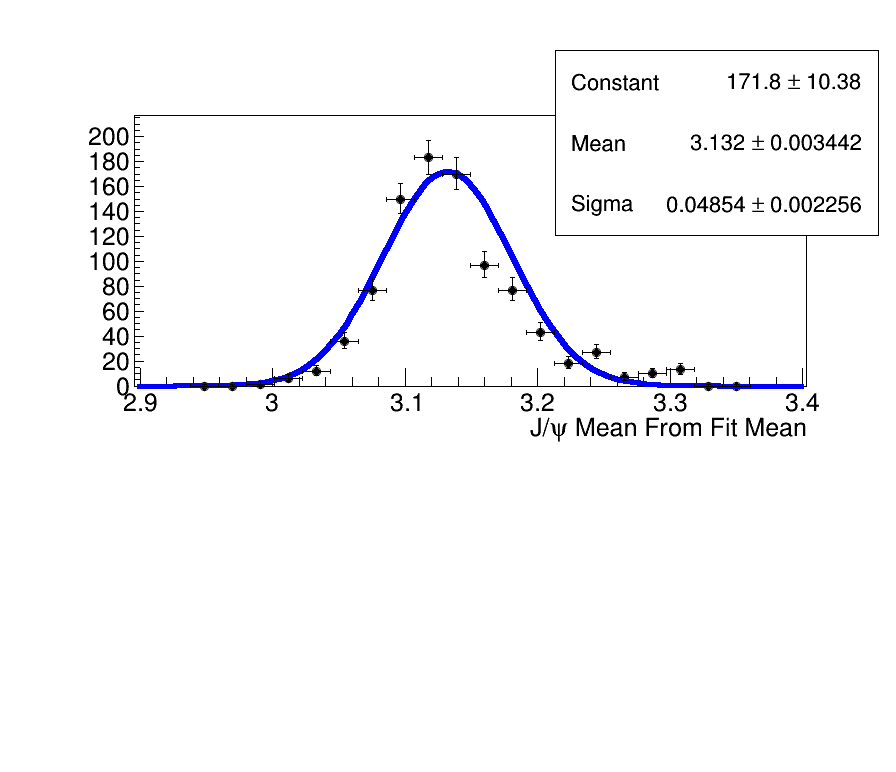 Constant 171.8 ± 10.38
Mean 3.132 ± 0.003442
Sigma 0.04854 ± 0.002256
200
180
160
140
120
100
80
60
40
20
0
2.9 3 3.1 3.2 3.3 3.4
J/ψ Mean From Fit Mean